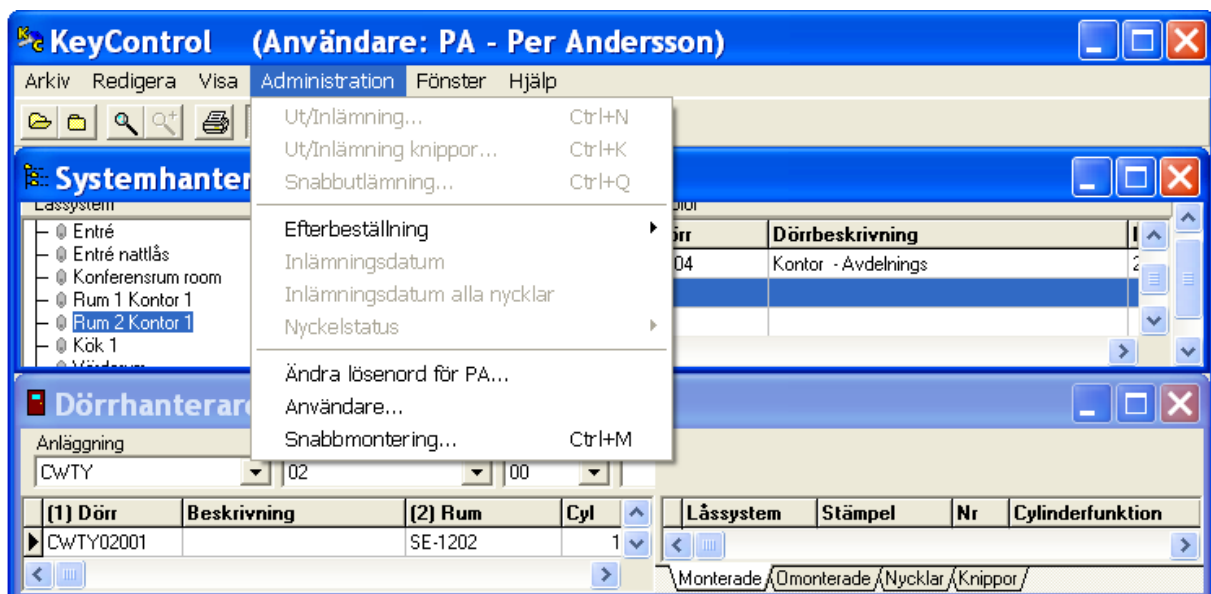 KeyControl (Användare: PA - Per Andersson)
Arkiv Redigera Visa Administration Fönster Hjälp
Ut/Inlämning... Ctrl+N
Ut/Inlämning knippor... Ctrl+K
Snabbutlämning... Ctrl+Q
Efterbeställning
Inlämningsdatum
Inlämningsdatum alla nycklar
Nyckelstatus
Ändra lösenord för PA...
Användare...
Snabbmontering... Ctrl+M
Systemhanter
Låssystem
Entré
Entré nattlås
Konferensrum room
Rum 1 Kontor 1
Rum 2 Kontor 1
Kök 1
örr Dörrbeskrivning
04 Kontor - Avdelnings
Dörrhanterare
Anläggning
CWTY 02 00
(1) Dörr Beskrivning (2) Rum Cyl
CWTY02001 SE-1202 1
Låssystem Stämpel Nr Cylinderfunktion
Monterade Omonterade Nycklar Knippor